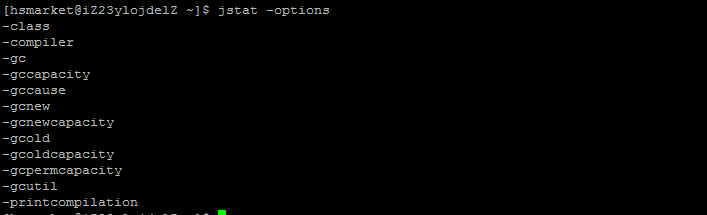 [hsmarket@iZ23ylojdelZ ~]$ jstat -options
-class
-compiler
-gc
-gccapacity
-gccause
-gcnew
-gcnewcapacity
-gcold
-gcoldcapacity
-gcpermcapacity
-gcutil
-printcompilation